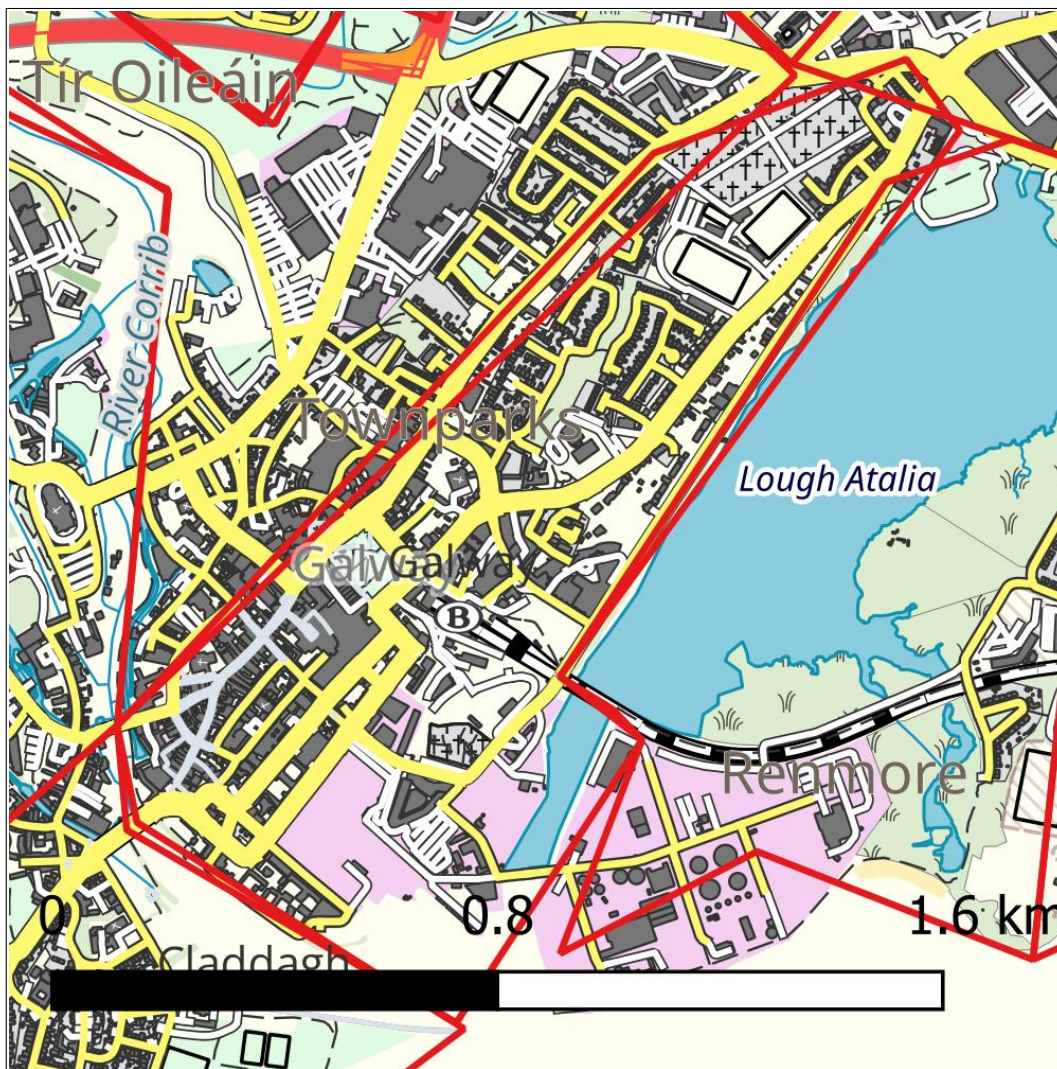 Tír Oileáin
River Corrib
Townparks
Lough Atalia
Galway
B
Renmore
0 0.8 1.6 km
Claddagh